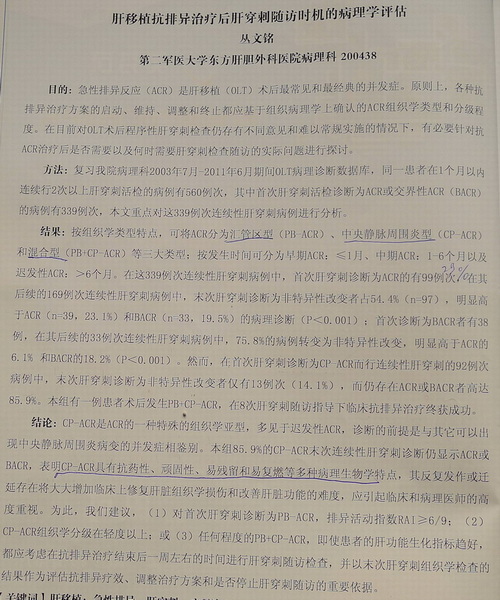 肝移植抗排异治疗后肝穿刺随访时机的病理学评估
丛文铭
第二军医大学东方肝胆外科医院病理科 200438
目的：急性排异反应（ACR）是肝移植（OLT）术后最常见和最经典的并发症。原则上，各种抗
排异治疗方案的启动、维持、调整和终止都应基于组织病理学上确认的ACR组织学类型和分级程
度。在目前对OLT术后程序性肝穿刺检查仍存有不同意见和难以常规实施的情况下，有必要针对抗
ACR治疗后是否需要以及何时需要肝穿刺检查随访的实际问题进行探讨。
方法：复习我院病理科2003年7月-2011年6月期间OLT病理诊断数据库，同一患者在1个月以内
连续行2次以上肝穿刺活检的病例有560例次，其中首次肝穿刺活检诊断为ACR或交界性ACR（BACR）
的病例有339例次，本文重点对这339例次连续性肝穿刺病例进行分析。
结果：按组织学类型特点，可将ACR分为汇管区型（PB-ACR）、中央静脉周围炎型（CP-ACR）
和混合型（PB+CP-ACR）等三大类型；按发生时间可分为早期ACR：≤1月、中期ACR：1-6个月以及
迟发性ACR：>6个月。在这339例次连续性肝穿刺病例中，首次肝穿刺诊断为ACR的有99例次，在其
29%
后续的169例次连续性肝穿刺病例中，末次肝穿刺诊断为非特异性改变者占54.4%（n=97），明显高
于ACR（n=39，23.1%）和BACR（n=33，19.5%）的病理诊断（P<0.001）；首次诊断为BACR者有38
例，在其后续的33例次连续性肝穿刺病例中，75.8%的病例转变为非特异性改变，明显高于ACR的
6.1% 和BACR的18.2%（P<0.001）。然而，在首次肝穿刺诊断为CP-ACR而行连续性肝穿刺的92例次
病例中，末次肝穿刺诊断为非特异性改变者仅有13例次（14.1%），而仍存在ACR或BACR者高达
85.9%。本组有一例患者术后发生PB+CP-ACR，在8次肝穿刺随访指导下临床抗排异治疗终获成功。
结论：CP-ACR是ACR的一种特殊的组织学亚型，多见于迟发性ACR，诊断的前提是与其它可以出
现中央静脉周围炎病变的并发症相鉴别。本组85.9%的CP-ACR末次连续性肝穿刺诊断仍显示ACR或
BACR，表明CP-ACR具有抗药性、顽固性、易残留和易复燃等多种病理生物学特点，其反复发作或迁
延存在将大大增加临床上修复肝脏组织学损伤和改善肝脏功能的难度，应引起临床和病理医师的高
度重视。为此，我们建议，（1）对首次肝穿刺诊断为PB-ACR，排异活动指数RAI≥6/9；（2）
CP-ACR组织学分级在轻度以上；或（3）任何程度的PB+CP-ACR，即使患者的肝功能生化指标趋好，
都应考虑在抗排异治疗结束后一周左右的时间进行肝穿刺随访检查，并以末次肝穿刺组织学检查的
结果作为评估抗排异疗效、调整治疗方案和是否停止肝穿刺随访的重要依据。